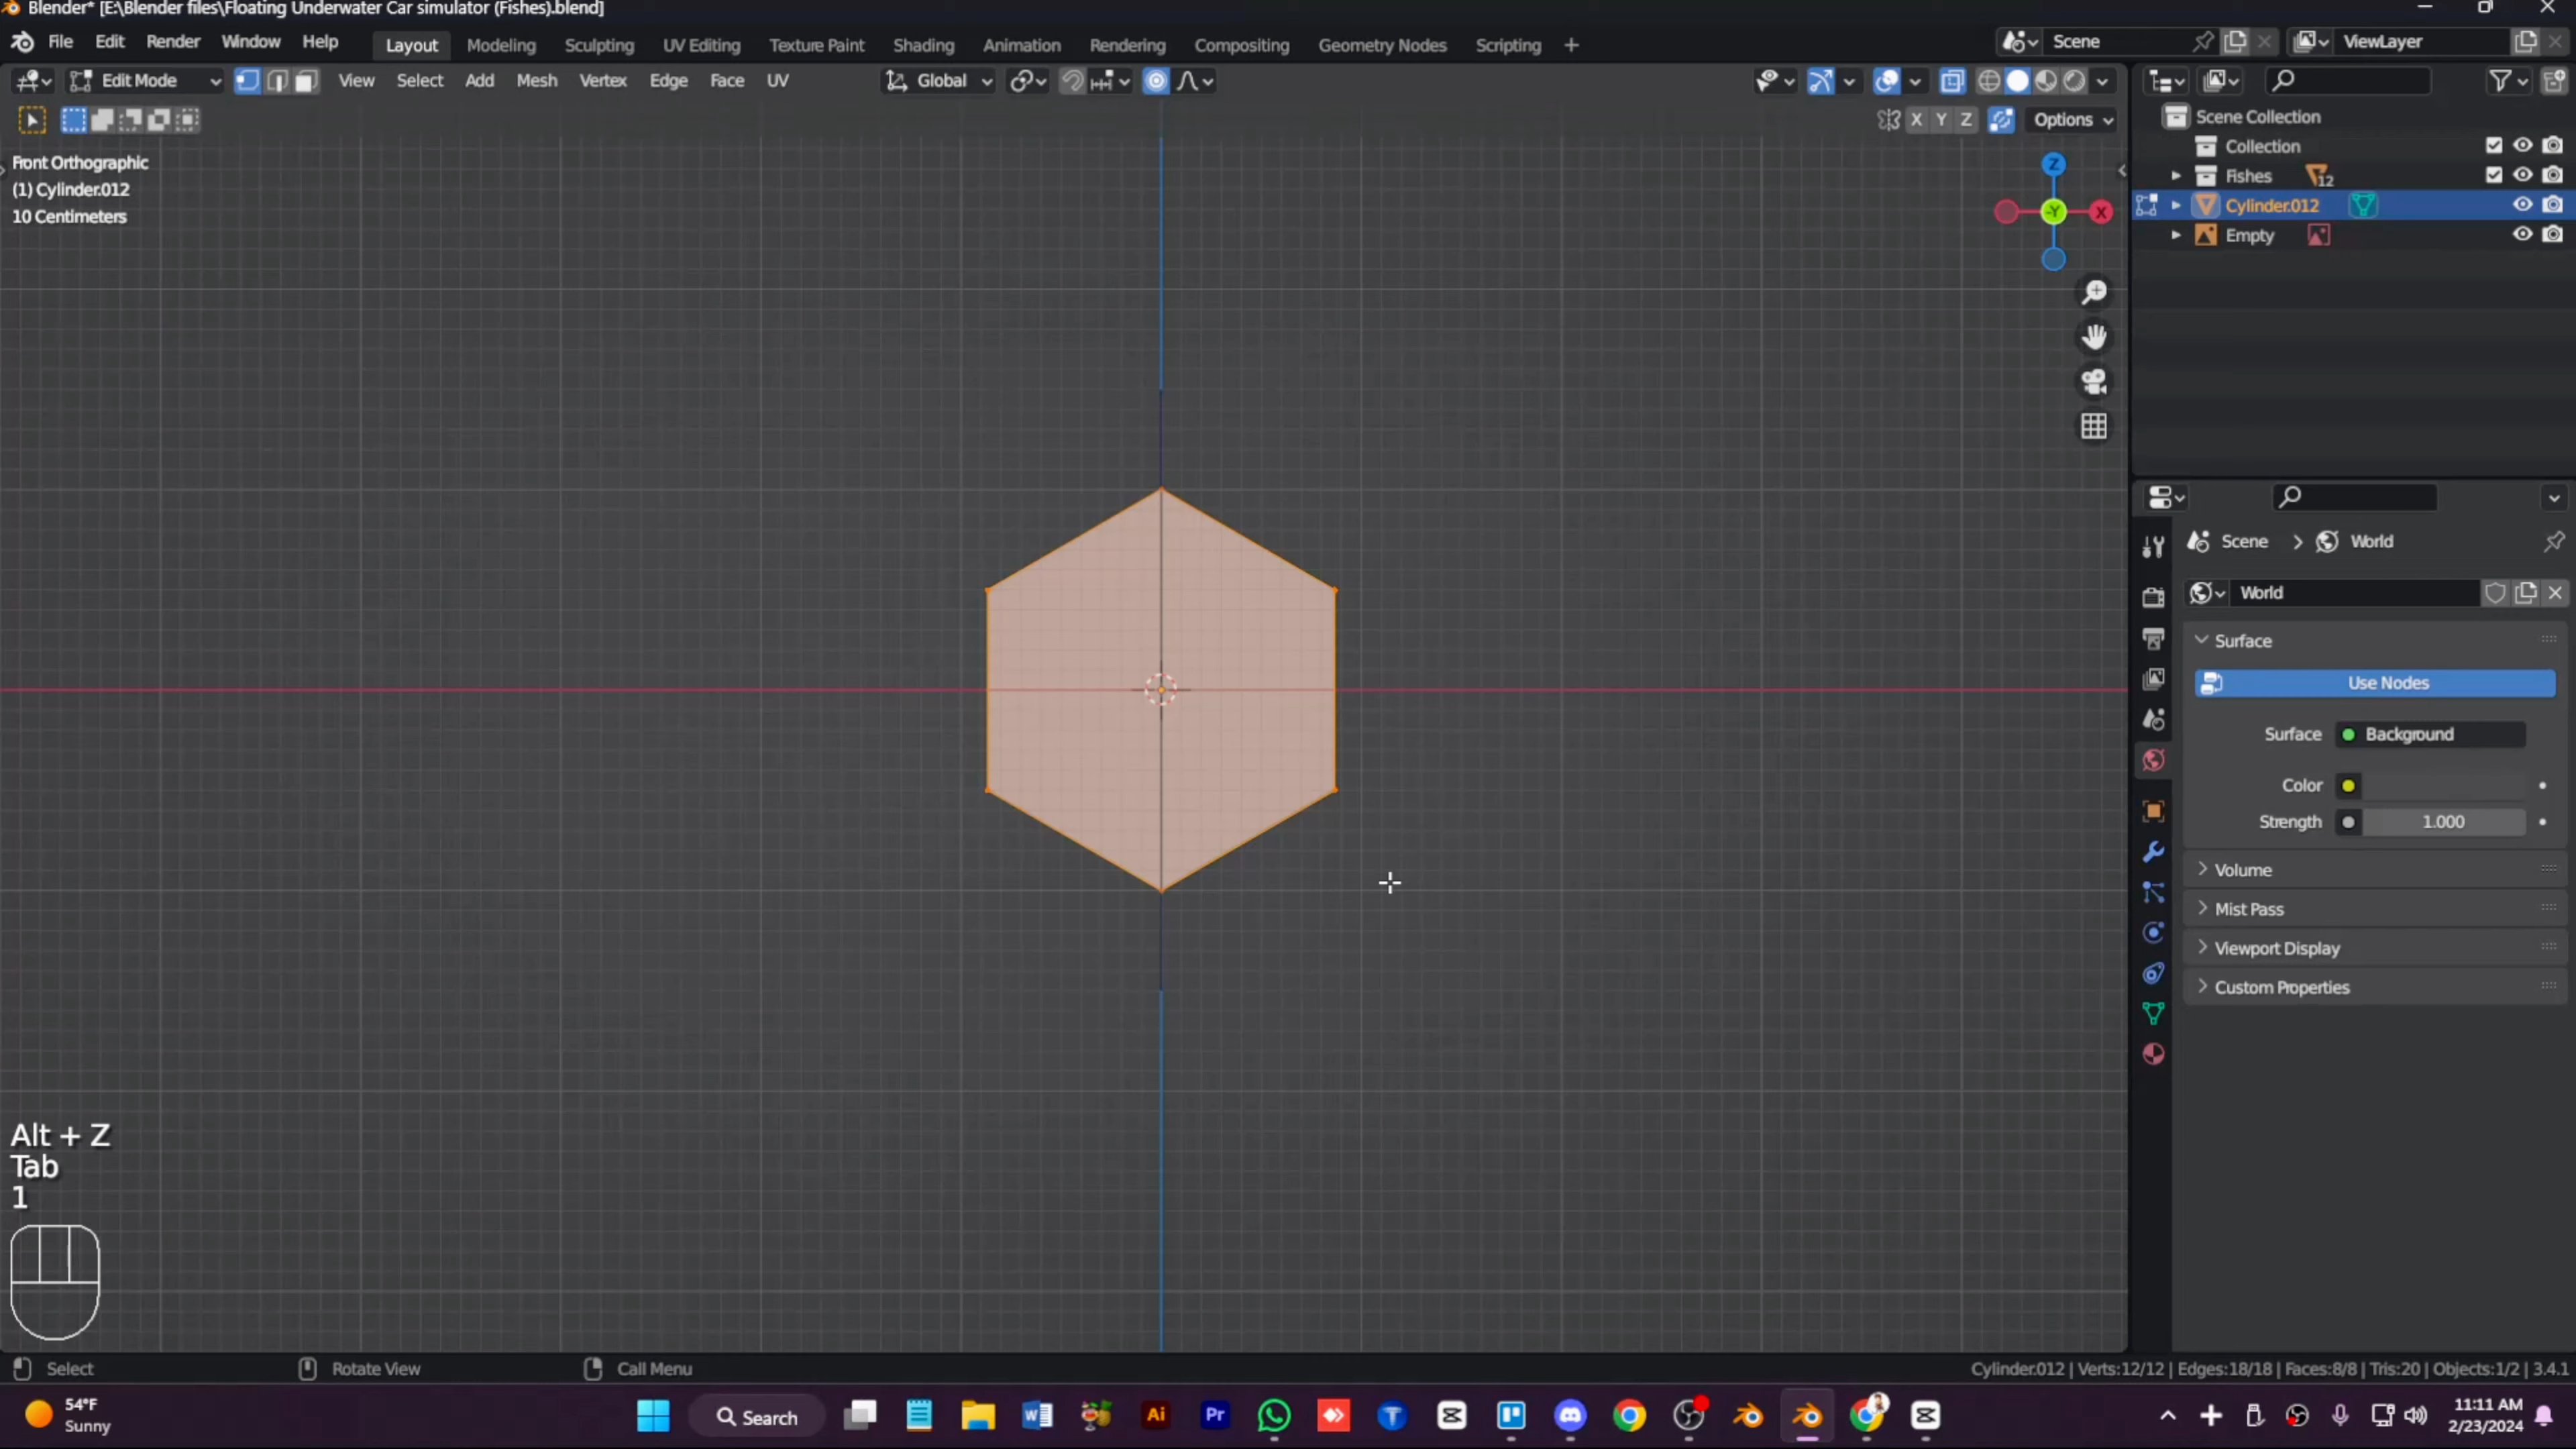 Blender* [E:\Blender files\Floating Underwater Car simulator (Fishes).blend]
File Edit Render Window Help Layout Modeling Sculpting UV Editing Texture Paint Shading Animation Rendering Compositing Geometry Nodes Scripting + Scene ViewLayer
Edit Mode View Select Add Mesh Vertex Edge Face UV Global
X Y Z Options
Front Orthographic
(1) Cylinder.012
10 Centimeters
Z
-Y X
Scene Collection
Collection
Fishes 12
Cylinder.012
Empty
Scene > World
World
Surface
Use Nodes
Surface Background
Color
Strength 1.000
Volume
Mist Pass
Viewport Display
Custom Properties
Alt + Z
Tab
1
Select Rotate View Call Menu Cylinder.012 | Verts:12/12 | Edges:18/18 | Faces:8/8 | Tris:20 | Objects:1/2 | 3.4.1
54°F
Sunny
Search
Ai
Pr
11:11 AM
2/23/2024